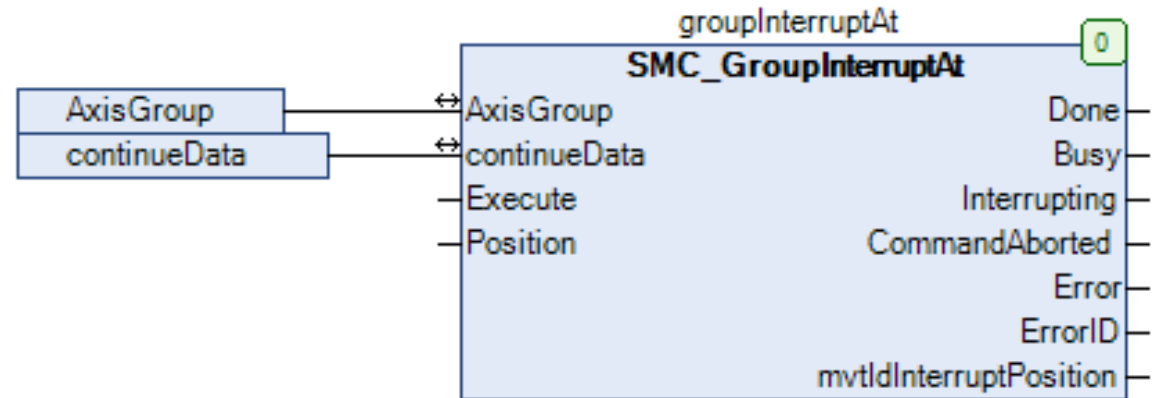 groupInterruptAt
0
SMC_GroupInterruptAt
AxisGroup AxisGroup Done
continueData continueData Busy
Execute Interrupting
Position CommandAborted
Error
ErrorID
mvtIdInterruptPosition